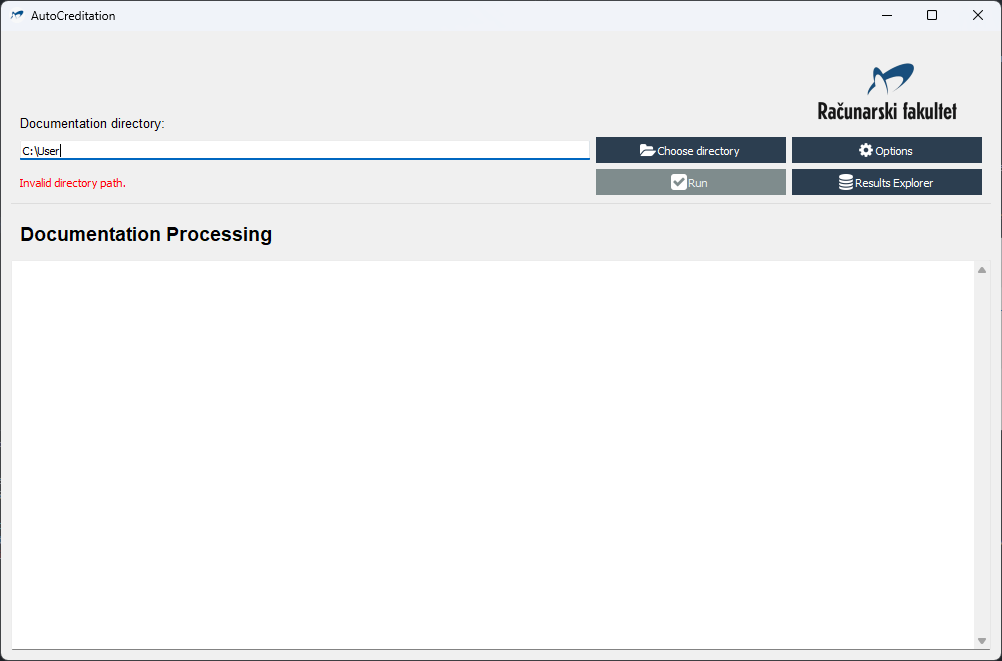 AutoCreditation
Računarski fakultet
Documentation directory:
C:\User
Choose directory
Options
Invalid directory path.
Run
Results Explorer
Documentation Processing